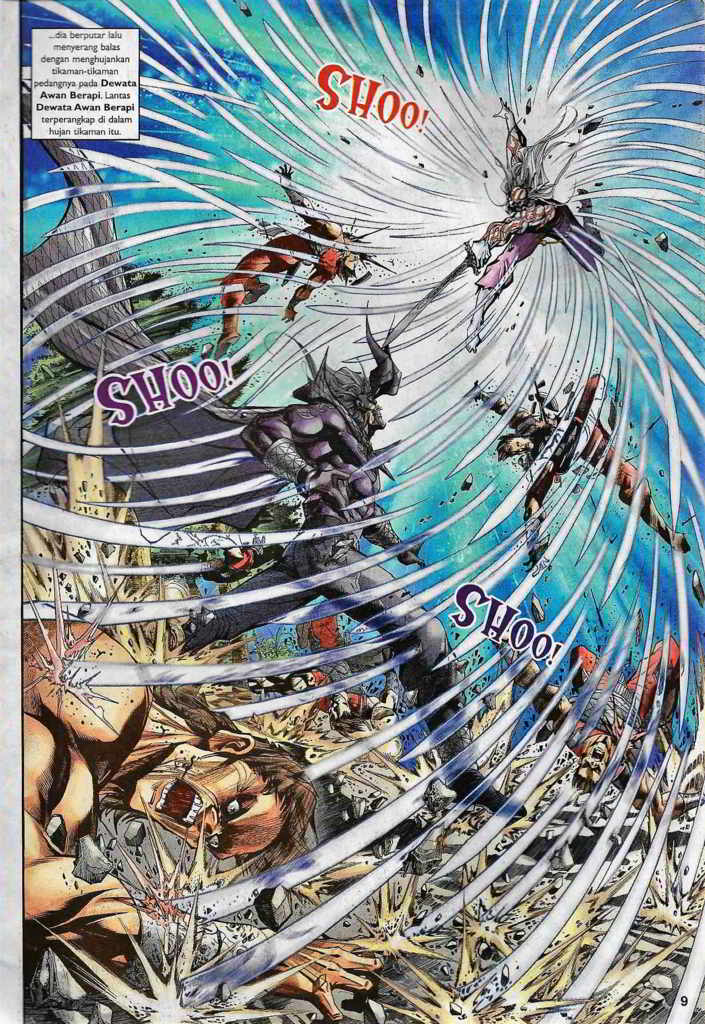 ...dia berputar lalu
menyerang balas
dengan menghujankan
tikaman-tikaman
pedangnya pada Dewata
Awan Berapi. Lantas
Dewata Awan Berapi
terperangkap di dalam
hujan tikaman itu.
SHOO!
SHOO!
SHOO!
9